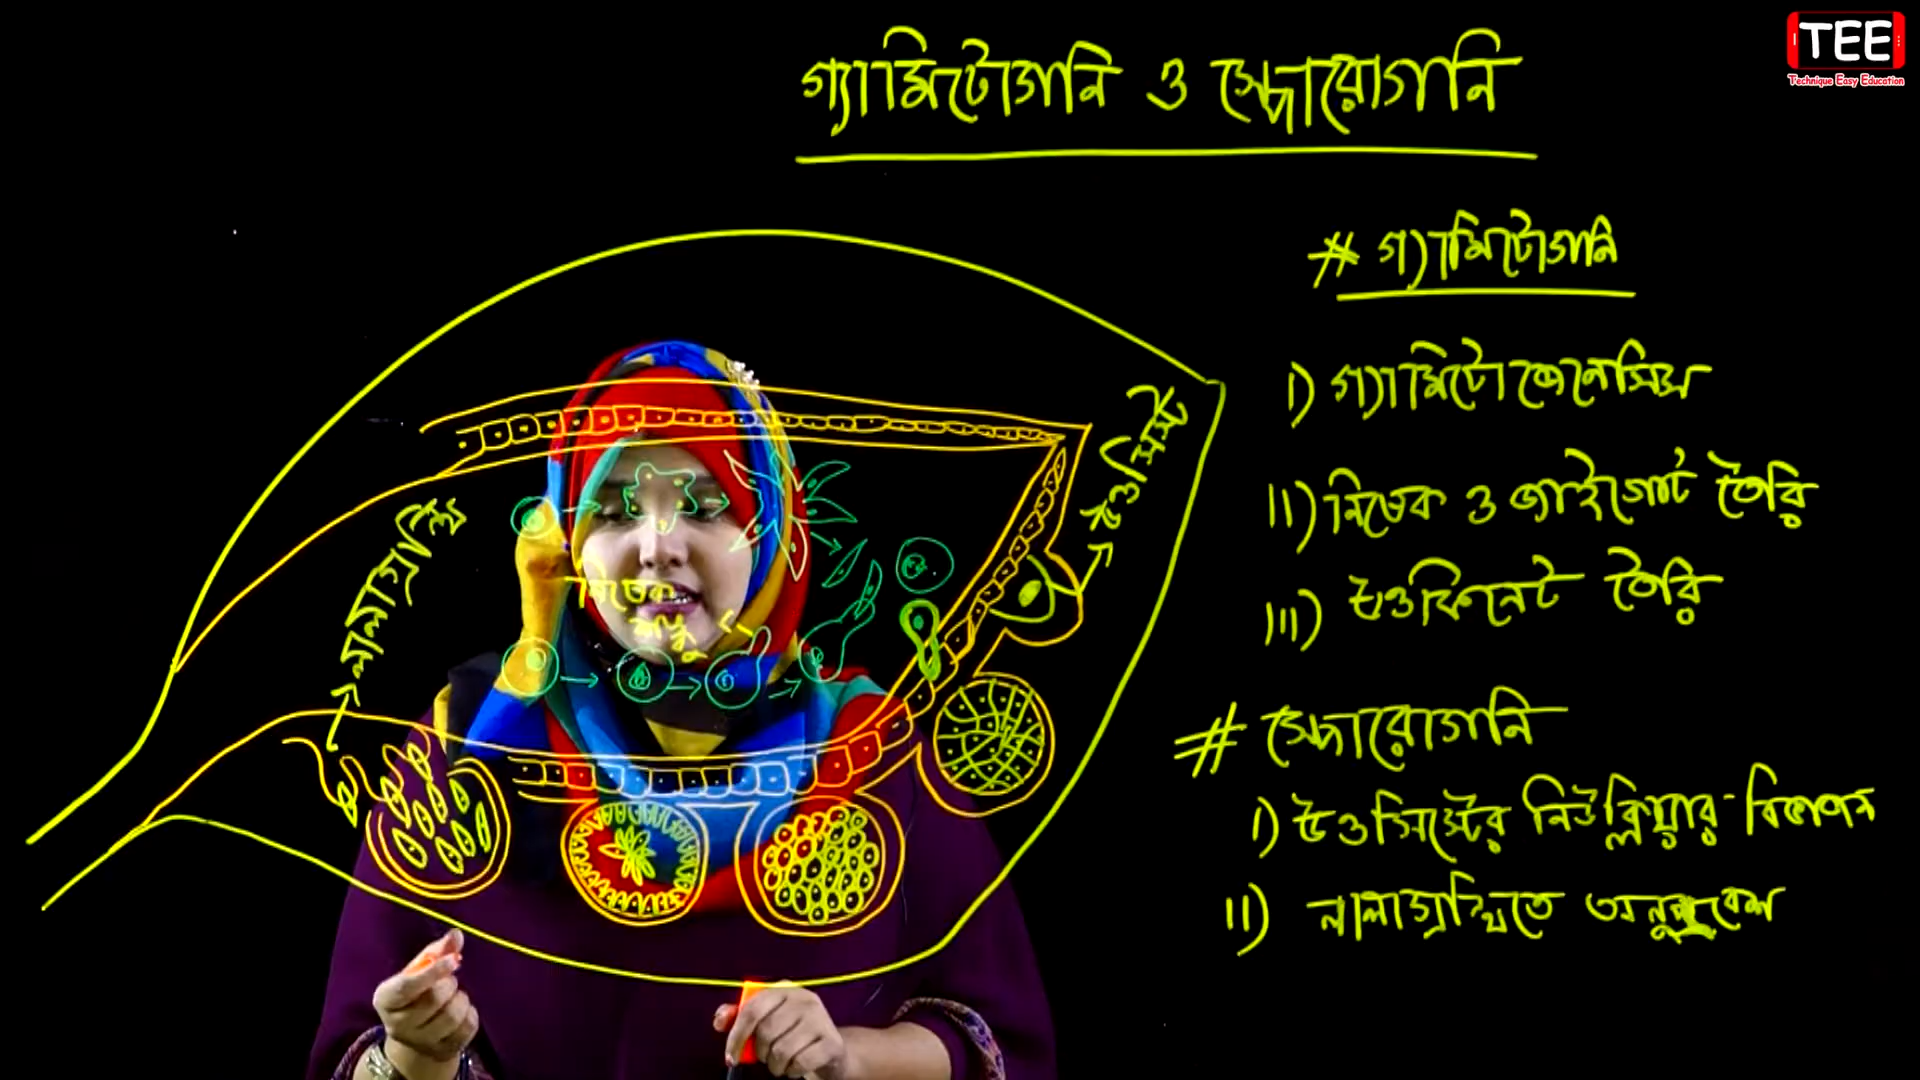 গ্যামিটোগনি ও স্পোরোগনি
TEE
Technique Easy Education
# গ্যামিটোগনি
I) গ্যামিটোজেনেসিস
II) নিষেক ও জাইগোট তৈরি
III) উওকিনেট তৈরি
# স্পোরোগনি
I) উওসিস্টের নিউক্লিয়ার-বিভাজন
II) লালাগ্রন্থিতে অনুপ্রবেশ
উওসিস্ট
লালাগ্রন্থি
নিষেক